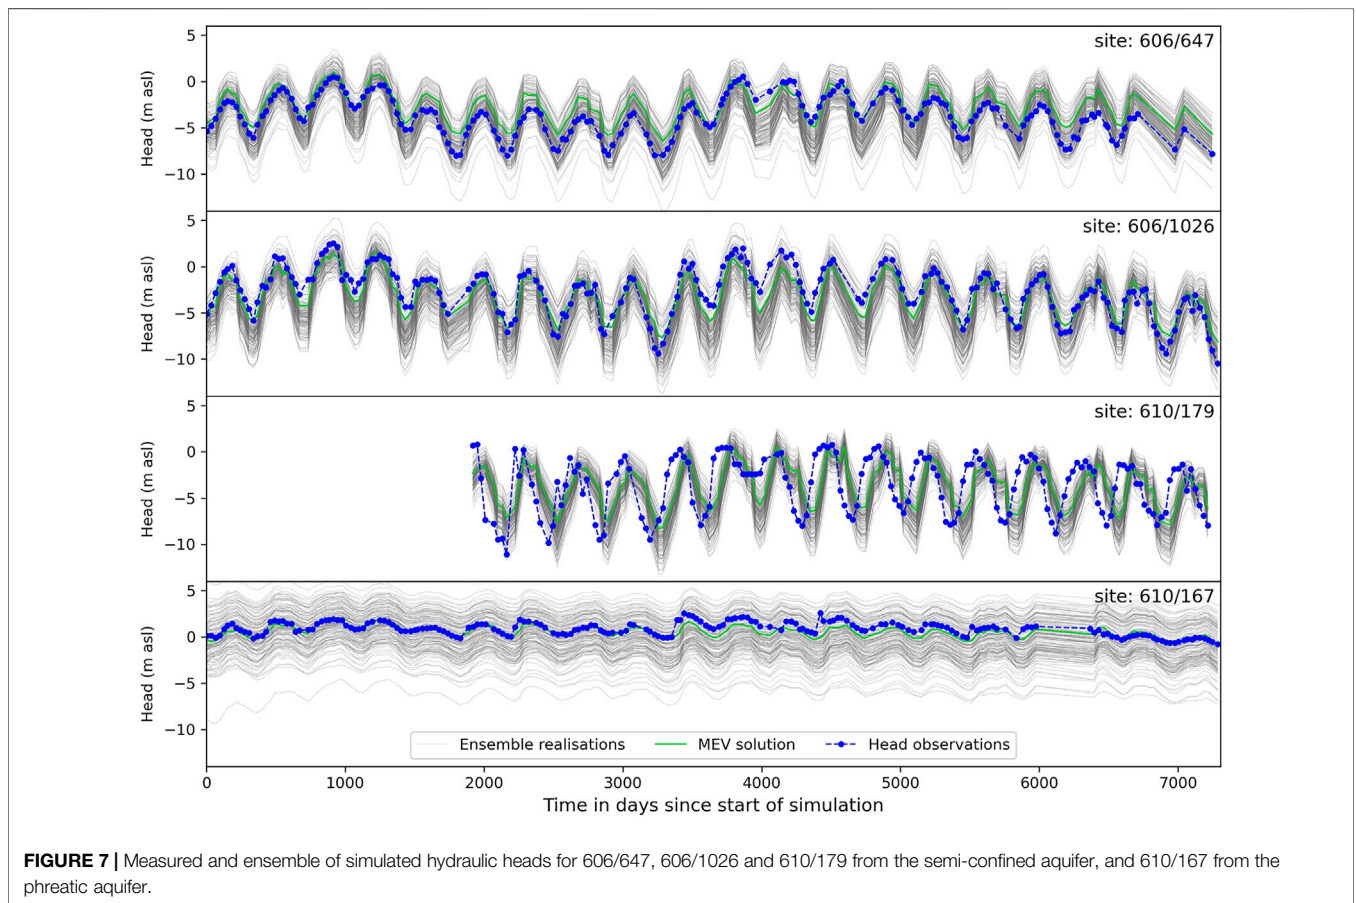 site: 606/647
5
0
−5
−10
Head (m asl)
site: 606/1026
5
0
−5
−10
Head (m asl)
site: 610/179
5
0
−5
−10
Head (m asl)
site: 610/167
5
0
−5
−10
Head (m asl)
Ensemble realisations MEV solution Head observations
0 1000 2000 3000 4000 5000 6000 7000
Time in days since start of simulation
FIGURE 7 | Measured and ensemble of simulated hydraulic heads for 606/647, 606/1026 and 610/179 from the semi-confined aquifer, and 610/167 from the
phreatic aquifer.